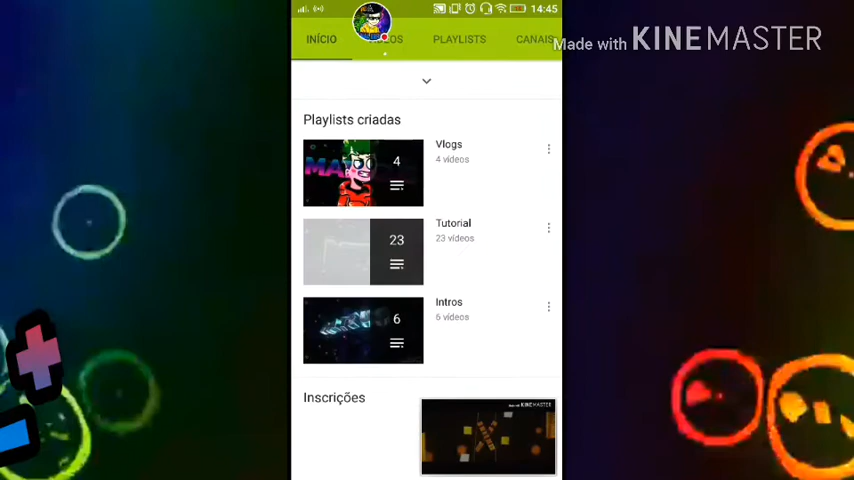 14:45
INÍCIO
PLAYLISTS
CANAIS
Made with KINEMASTER
Playlists criadas
4
Vlogs
4 vídeos
23
Tutorial
23 vídeos
6
Intros
6 vídeos
Inscrições